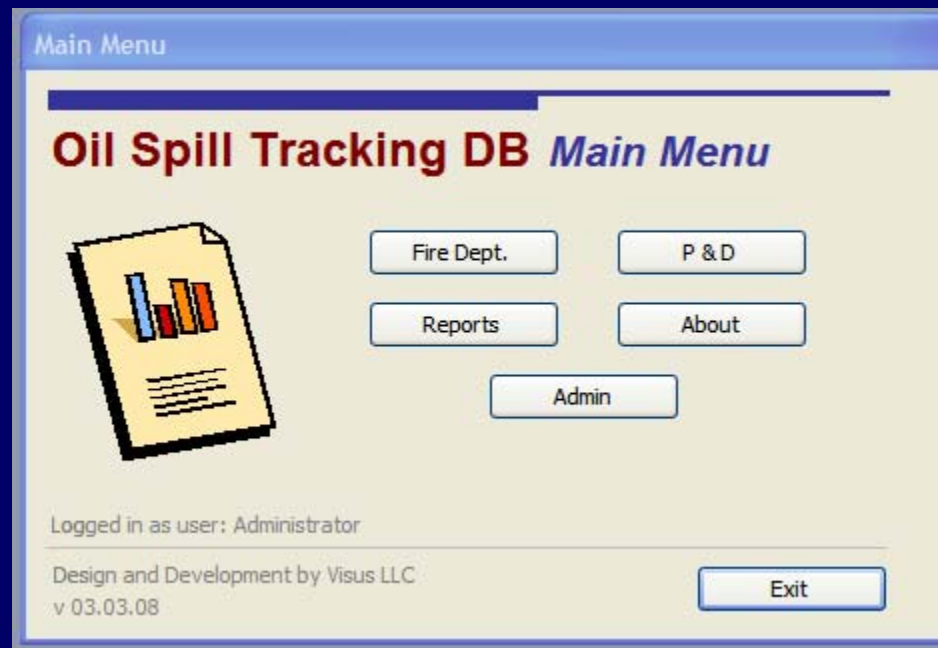 Main Menu
Oil Spill Tracking DB Main Menu
Fire Dept. P & D
Reports About
Admin
Logged in as user: Administrator
Design and Development by Visus LLC
v 03.03.08
Exit